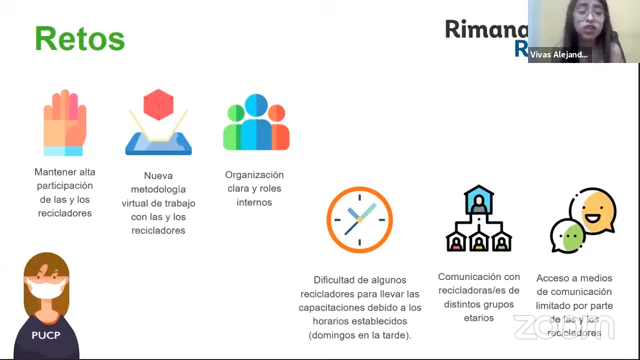 Retos
Rimana
R
Vivas Alejand...
Mantener alta
participación
de las y los
recicladores
Nueva
metodología
virtual de trabajo
con las y los
recicladores
Organización
clara y roles
internos
Dificultad de algunos
recicladores para llevar las
capacitaciones debido a los
horarios establecidos
(domingos en la tarde).
Comunicación con
recicladoras/es de
distintos grupos
etarios
Acceso a medios
de comunicación
limitado por parte
de las y los
recicladores
PUCP
zoom